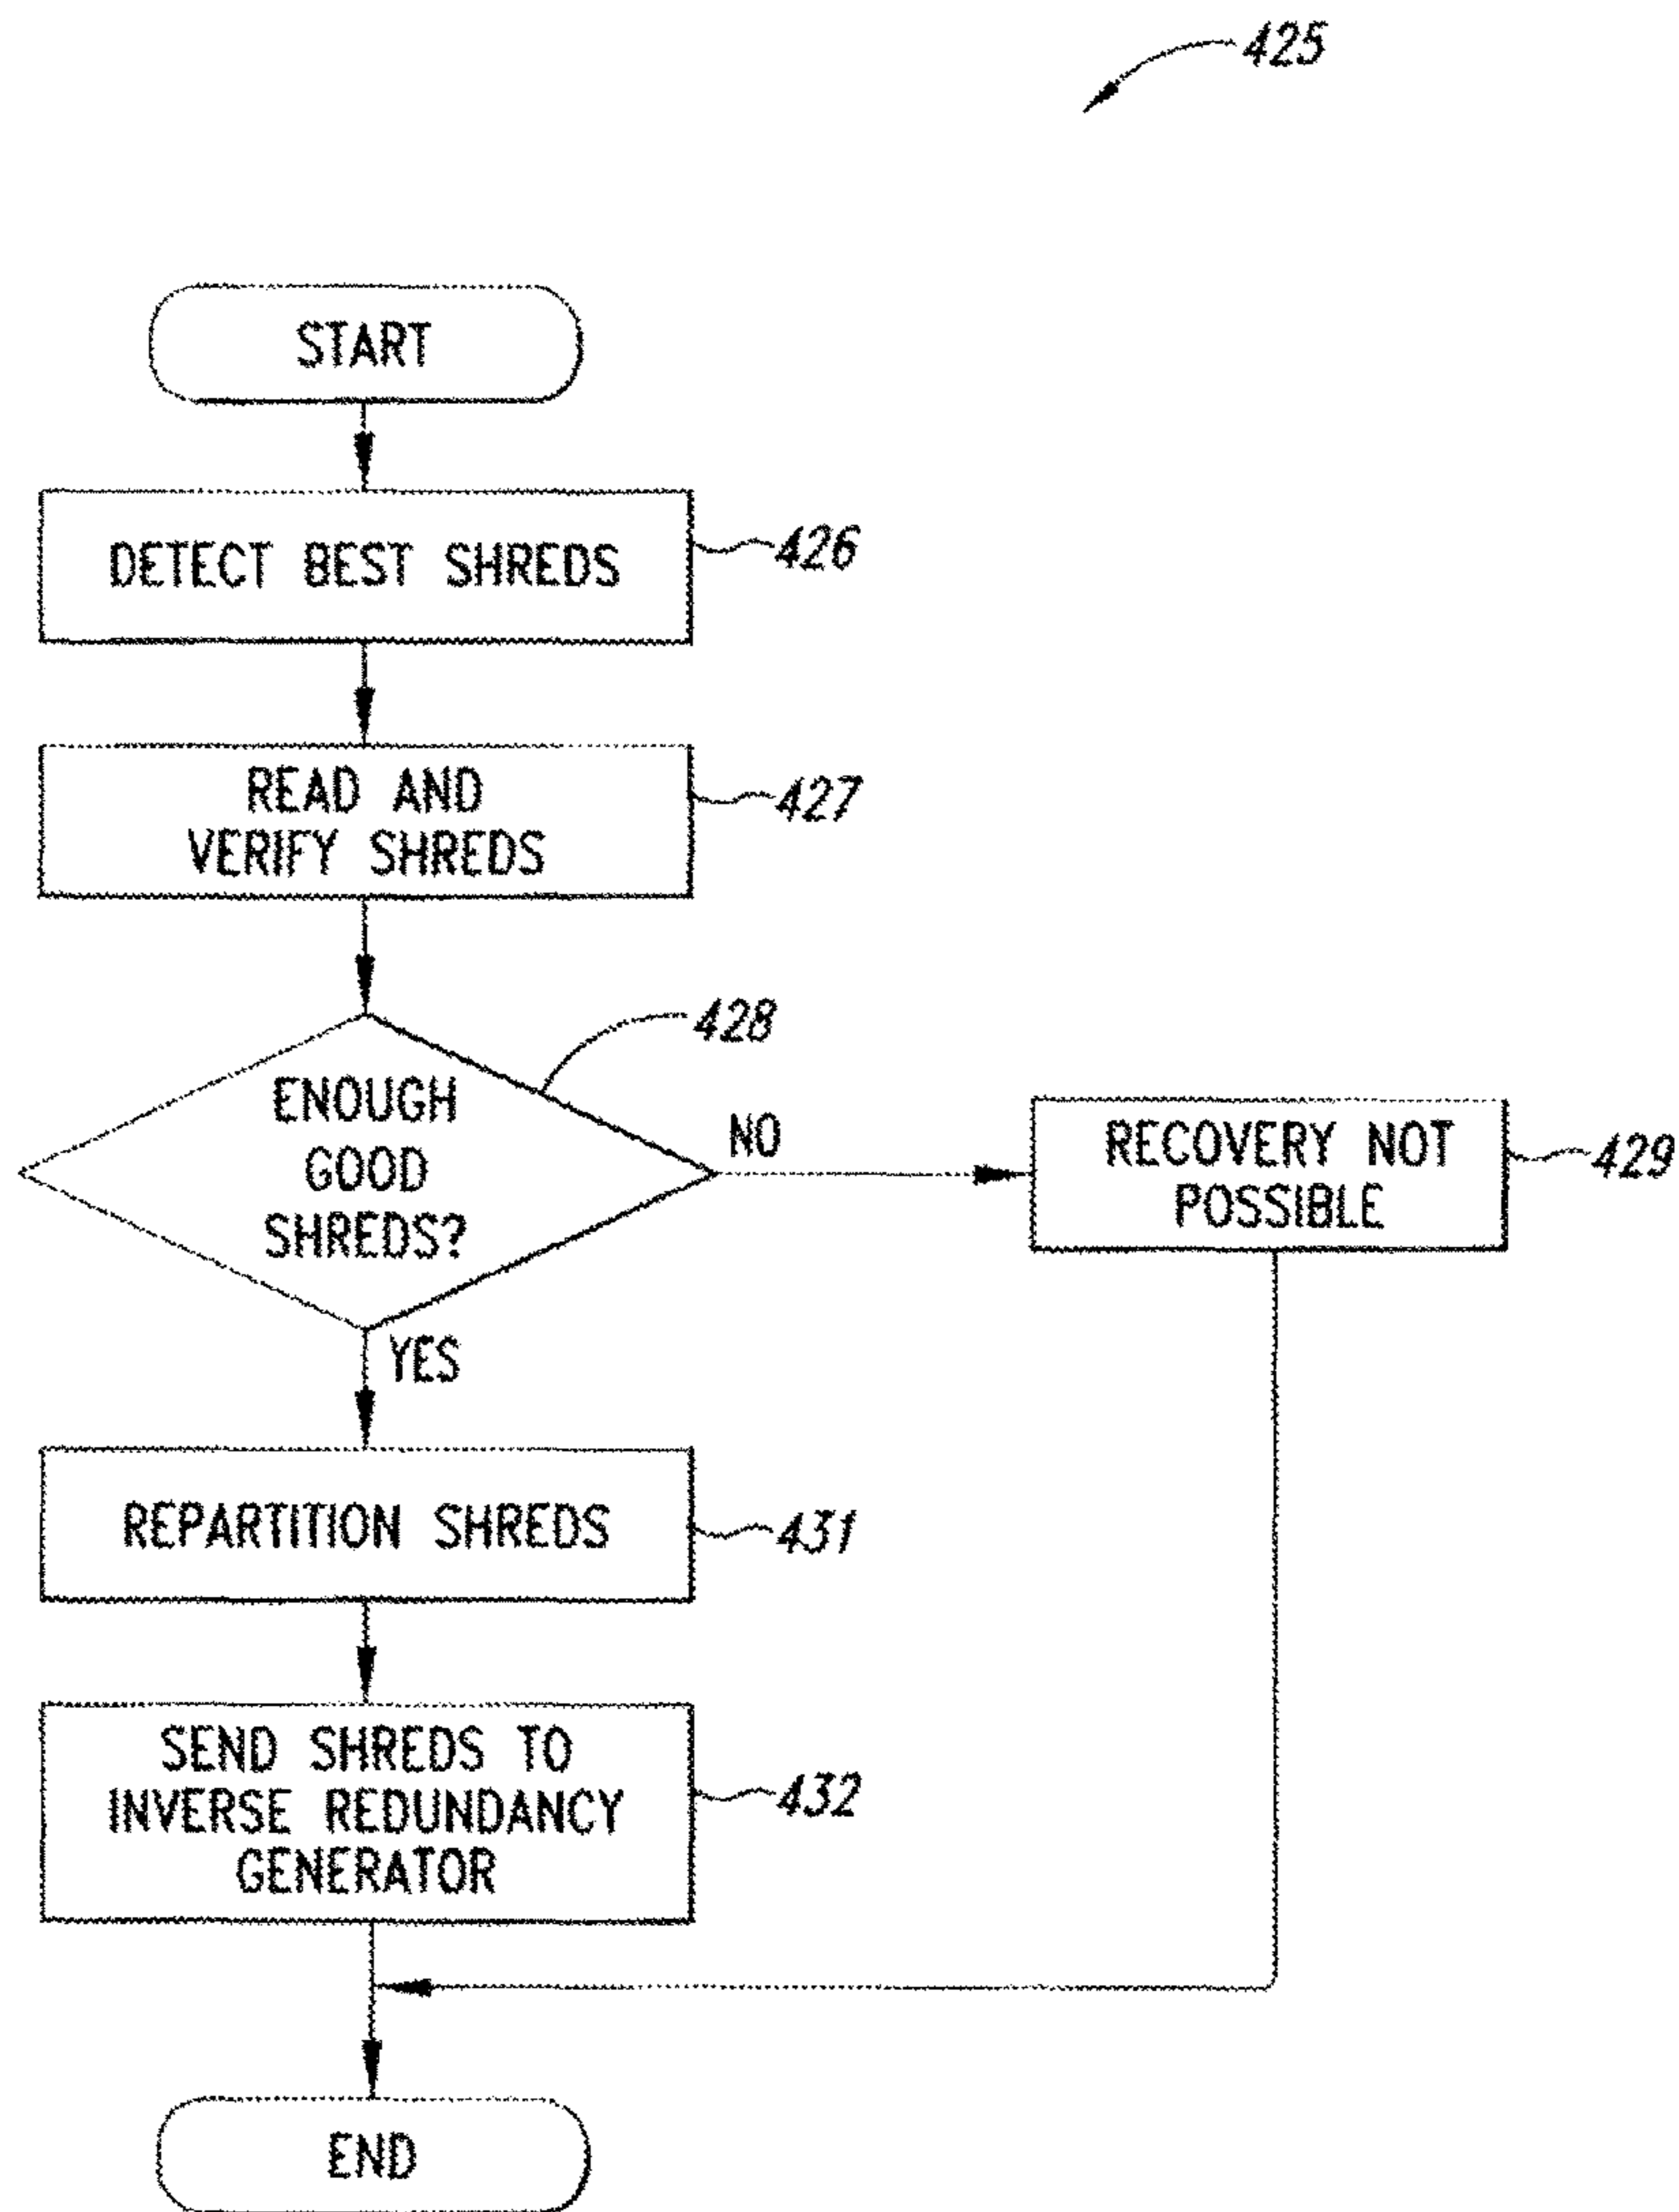 425
START
DETECT BEST SHREDS
426
READ AND
VERIFY SHREDS
427
428
ENOUGH
GOOD
SHREDS?
NO
RECOVERY NOT
POSSIBLE
429
YES
REPARTITION SHREDS
431
SEND SHREDS TO
INVERSE REDUNDANCY
GENERATOR
432
END